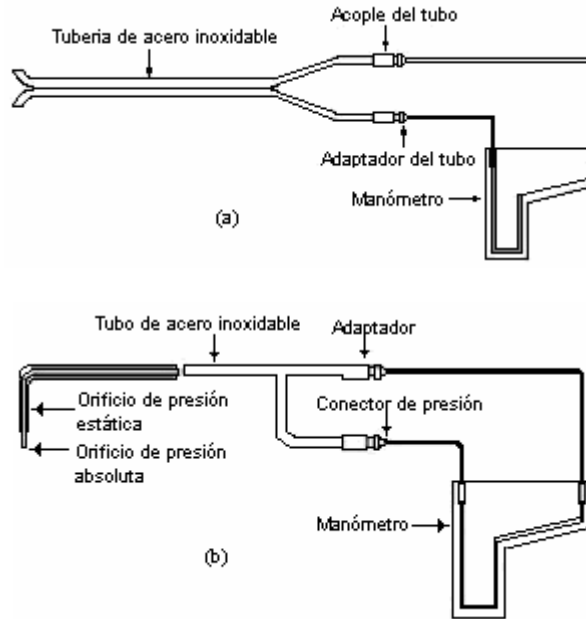 Acople del tubo
Tuberia de acero inoxidable
Adaptador del tubo
Manómetro
(a)
Tubo de acero inoxidable
Adaptador
Orificio de presión
estática
Conector de presión
Orificio de presión
absoluta
Manómetro
(b)